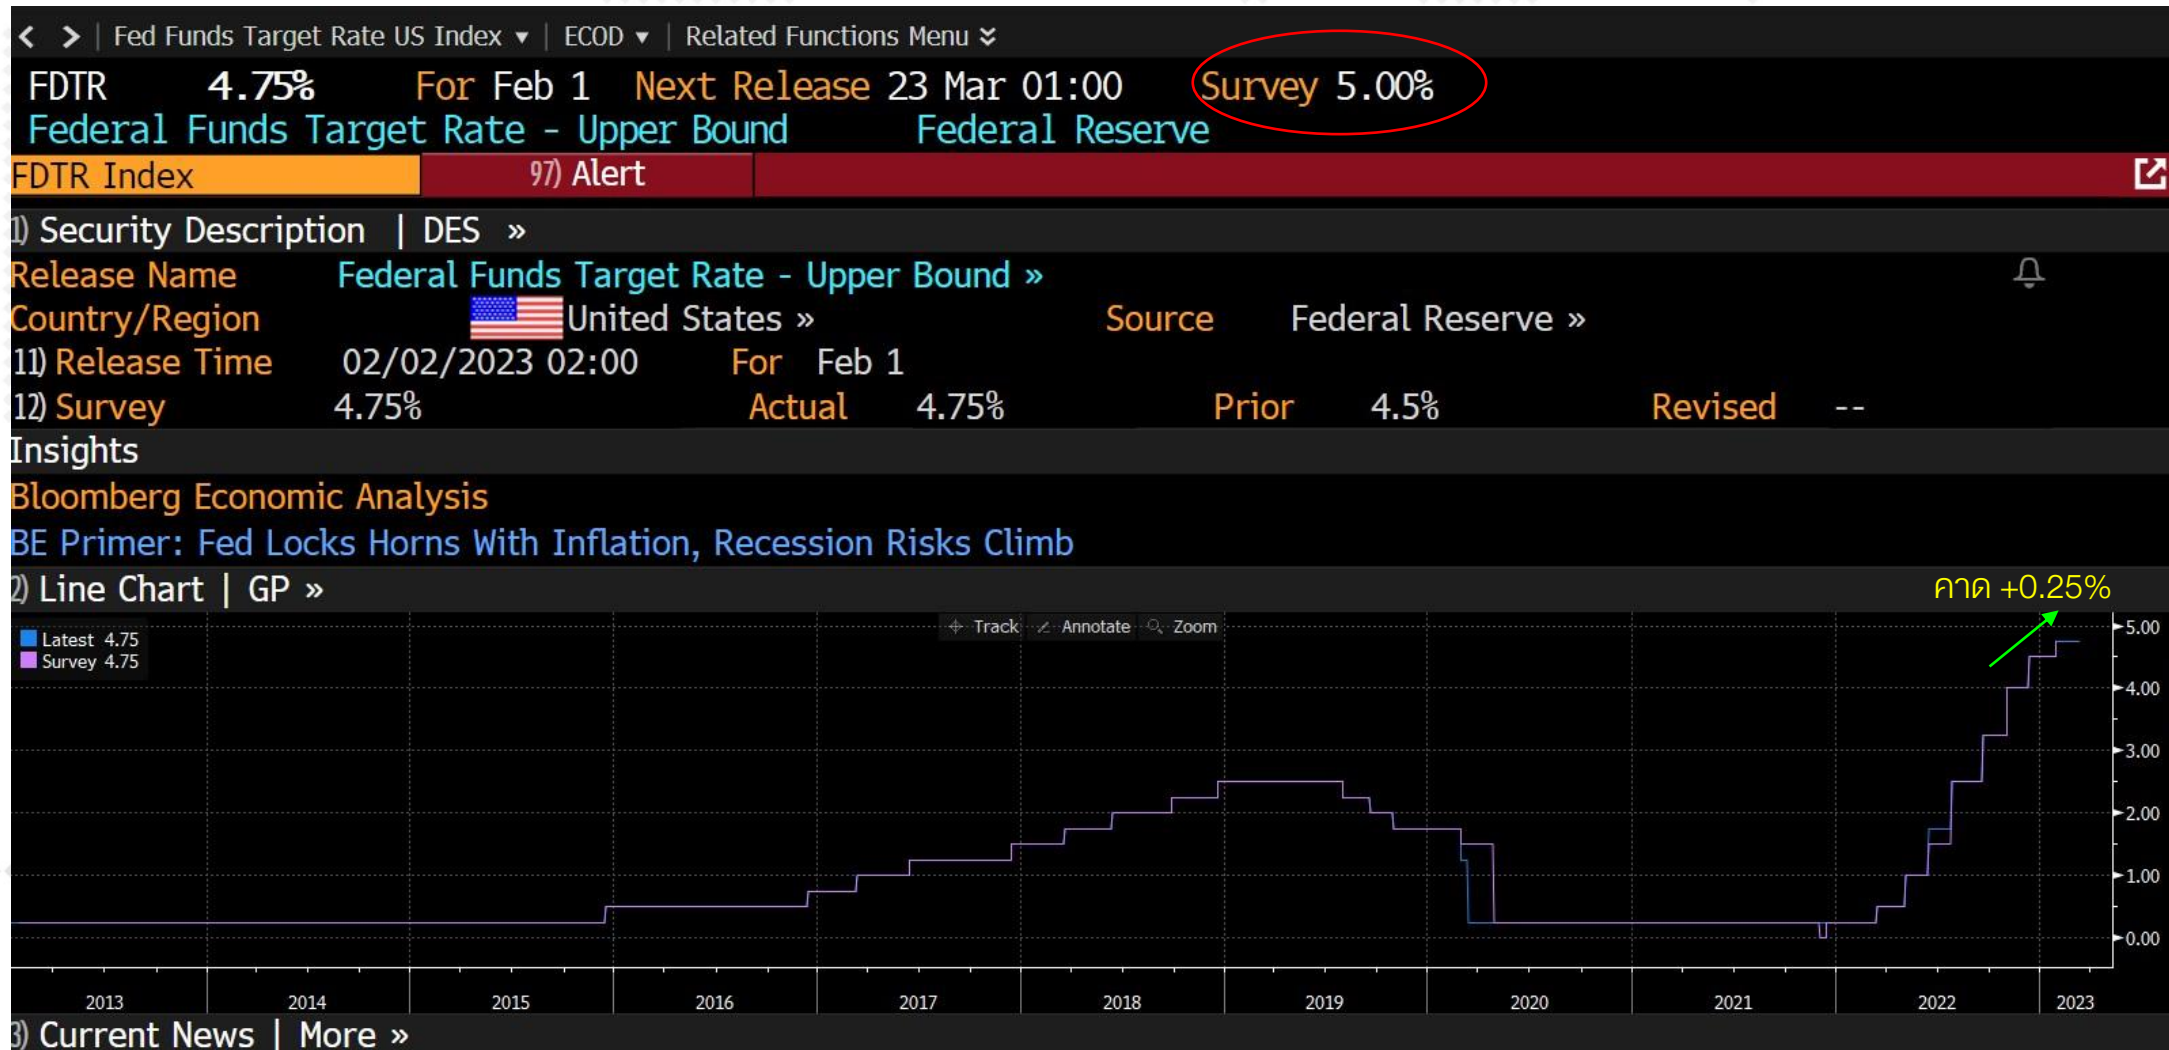 < > | Fed Funds Target Rate US Index ▾ | ECOD ▾ | Related Functions Menu
FDTR 4.75% For Feb 1 Next Release 23 Mar 01:00 Survey 5.00%
Federal Funds Target Rate - Upper Bound Federal Reserve
FDTR Index 97) Alert
1) Security Description | DES »
Release Name Federal Funds Target Rate - Upper Bound »
Country/Region United States » Source Federal Reserve »
11) Release Time 02/02/2023 02:00 For Feb 1
12) Survey 4.75% Actual 4.75% Prior 4.5% Revised --
Insights
Bloomberg Economic Analysis
BE Primer: Fed Locks Horns With Inflation, Recession Risks Climb
2) Line Chart | GP »
คาด +0.25%
Track Annotate Zoom
Latest 4.75
Survey 4.75
5.00
4.00
3.00
2.00
1.00
0.00
2013 2014 2015 2016 2017 2018 2019 2020 2021 2022 2023
3) Current News | More »